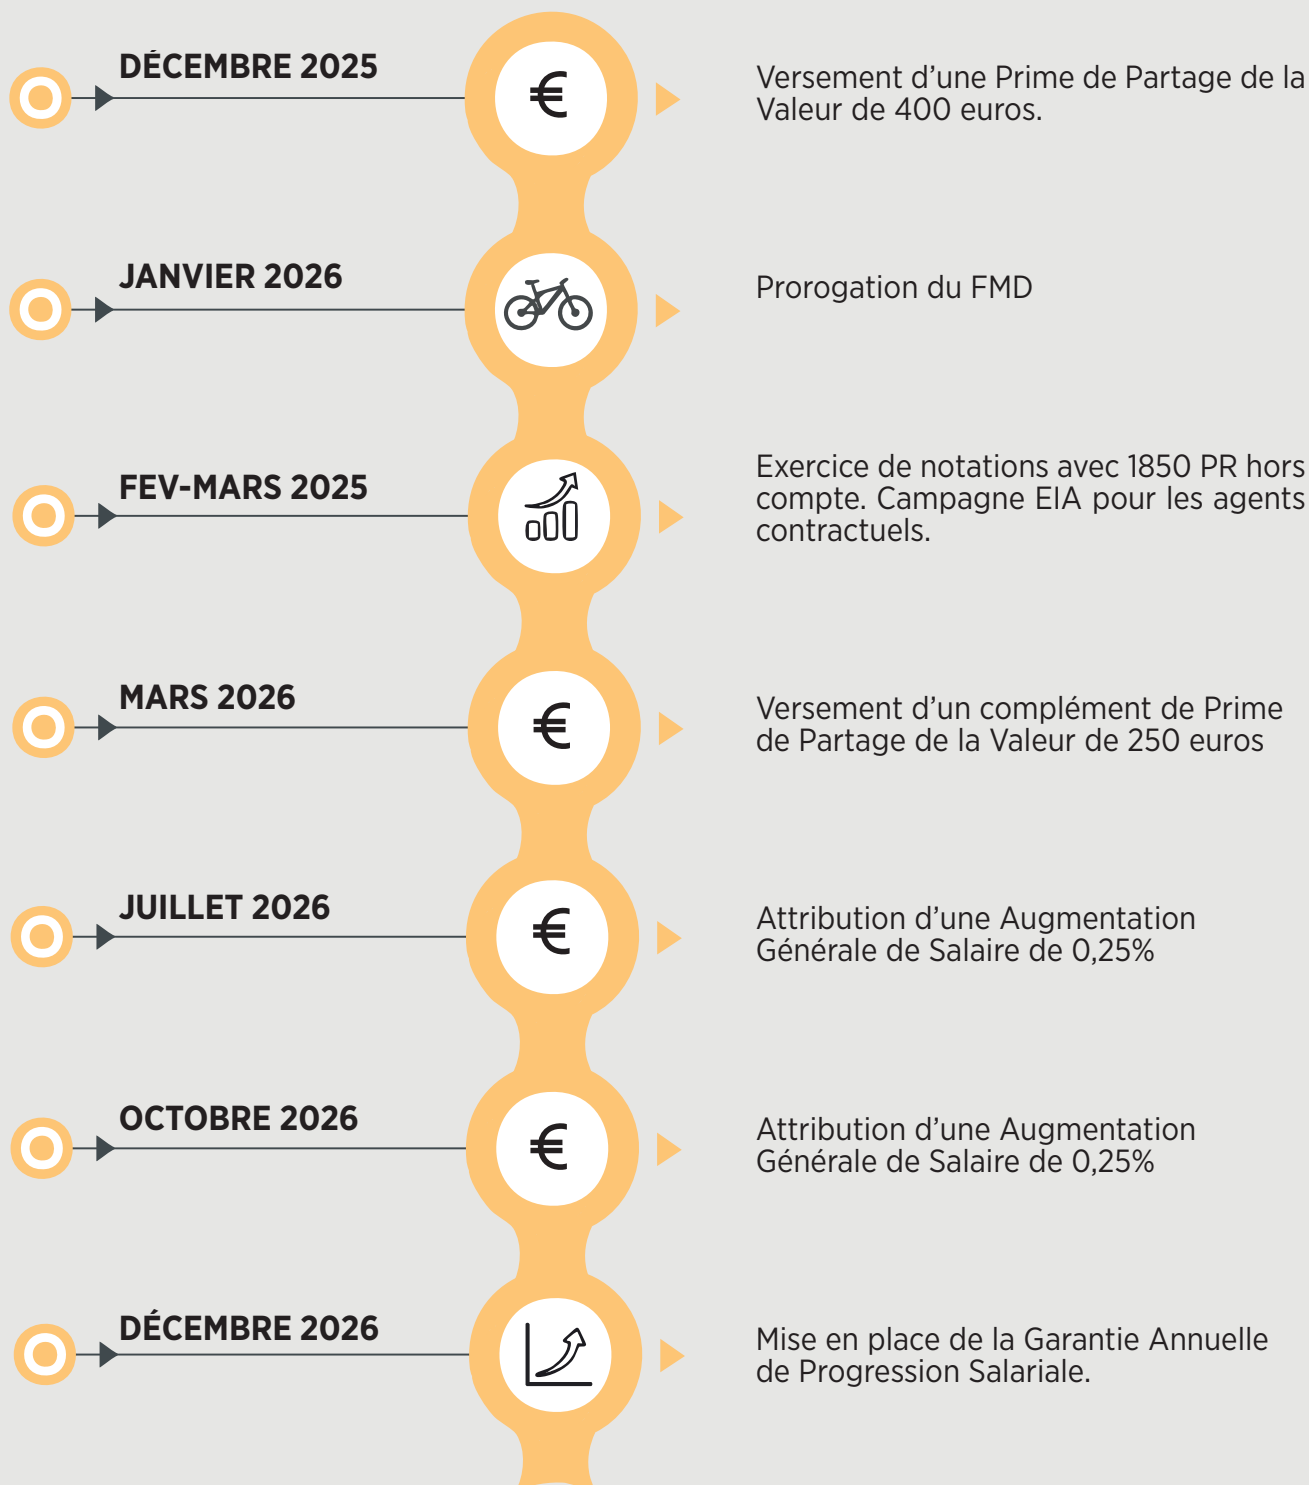 DÉCEMBRE 2025
Versement d’une Prime de Partage de la
Valeur de 400 euros.
JANVIER 2026
Prorogation du FMD
FEV-MARS 2025
Exercice de notations avec 1850 PR hors
compte. Campagne EIA pour les agents
contractuels.
MARS 2026
Versement d’un complément de Prime
de Partage de la Valeur de 250 euros
JUILLET 2026
Attribution d’une Augmentation
Générale de Salaire de 0,25%
OCTOBRE 2026
Attribution d’une Augmentation
Générale de Salaire de 0,25%
DÉCEMBRE 2026
Mise en place de la Garantie Annuelle
de Progression Salariale.